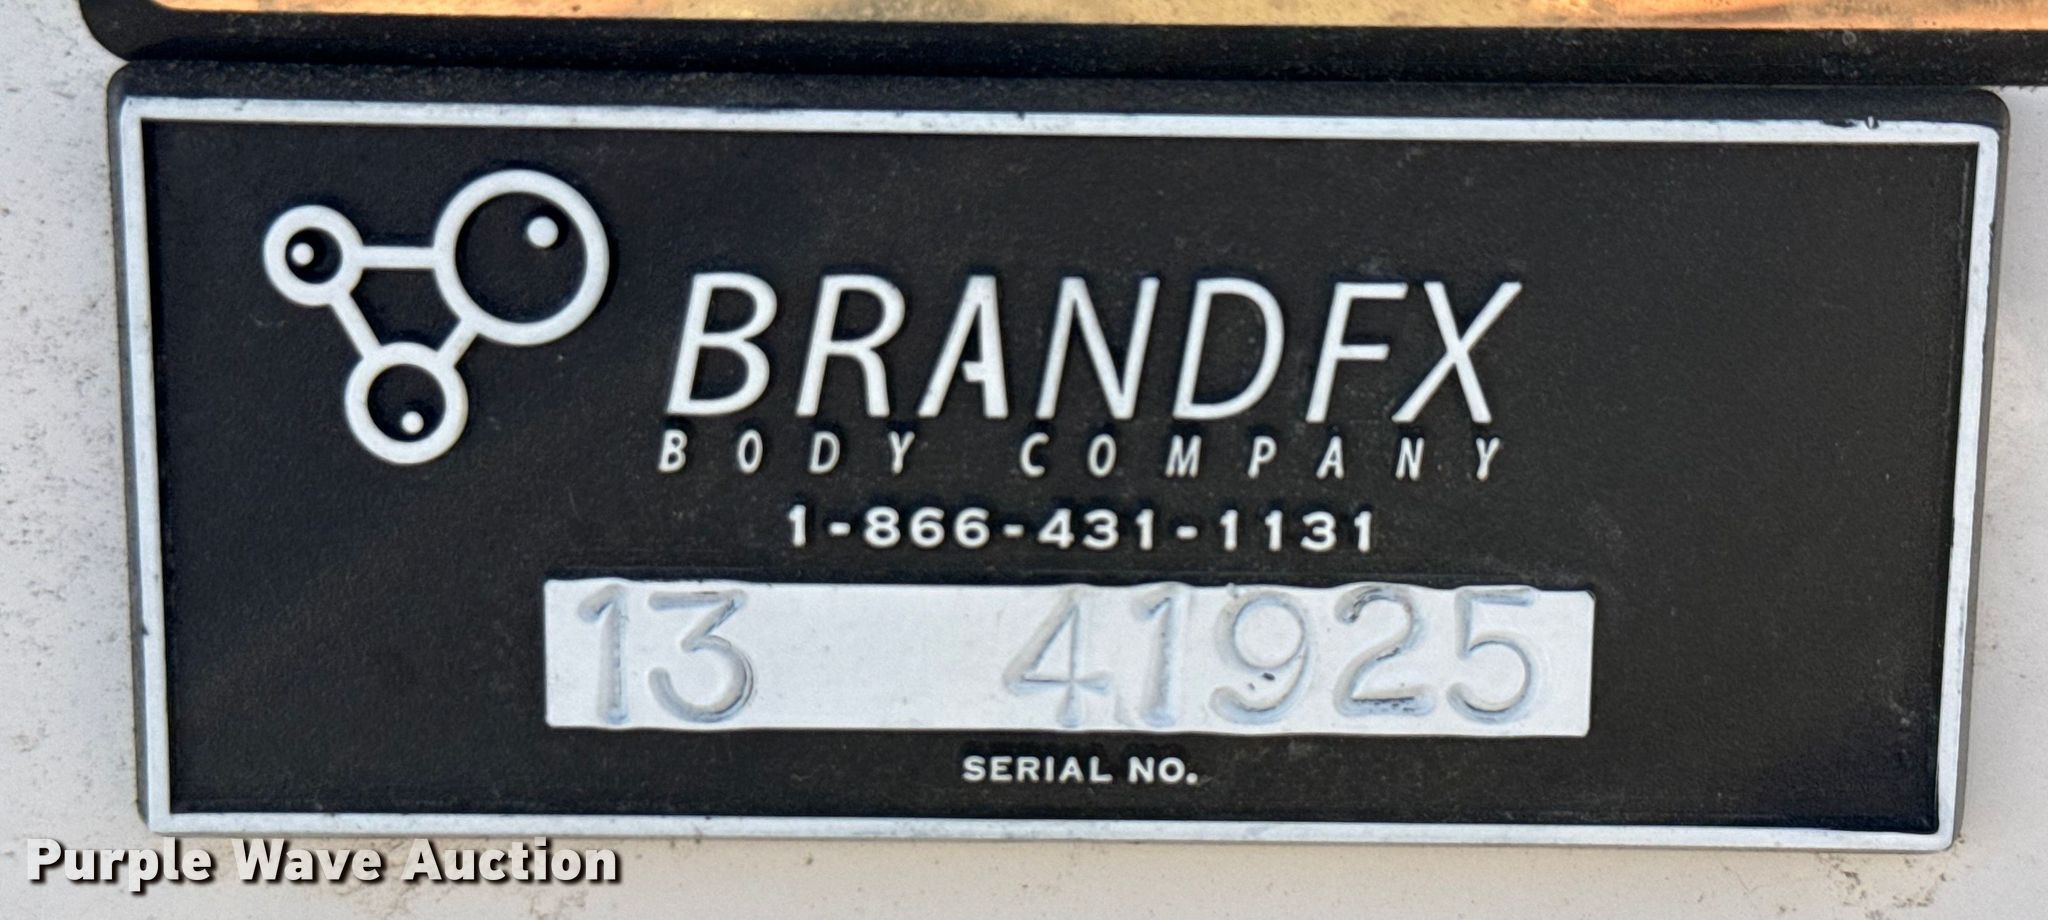 BRANDFX
BODY COMPANY
1-866-431-1131
13 41925
SERIAL NO.
Purple Wave Auction